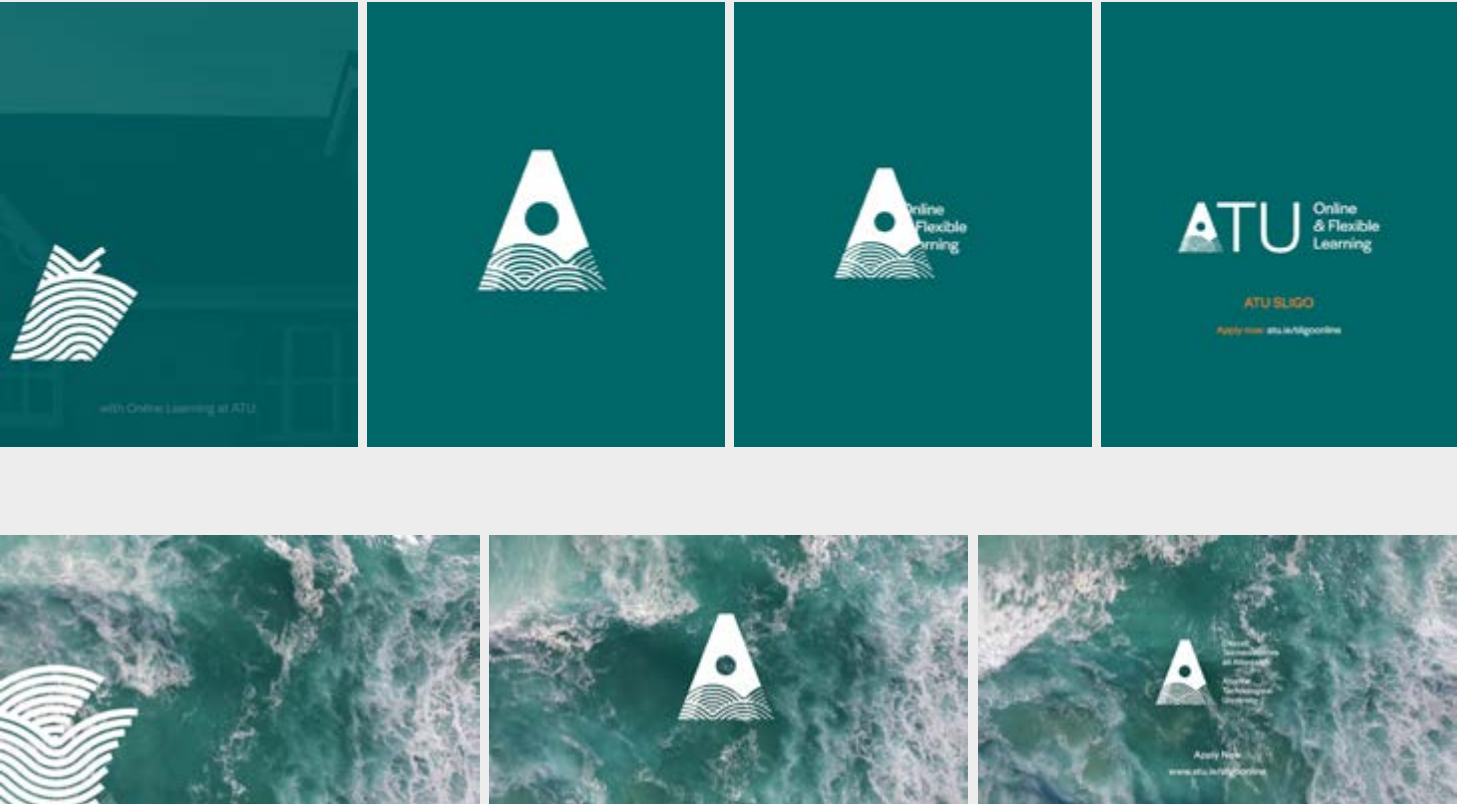 with Online Learning at ATU
Online
Flexible
ATU
Online
& Flexible
Learning
ATU SLIGO
Apply now atu.ie/sligoonline
Apply Now
www.atu.ie/sligoonline